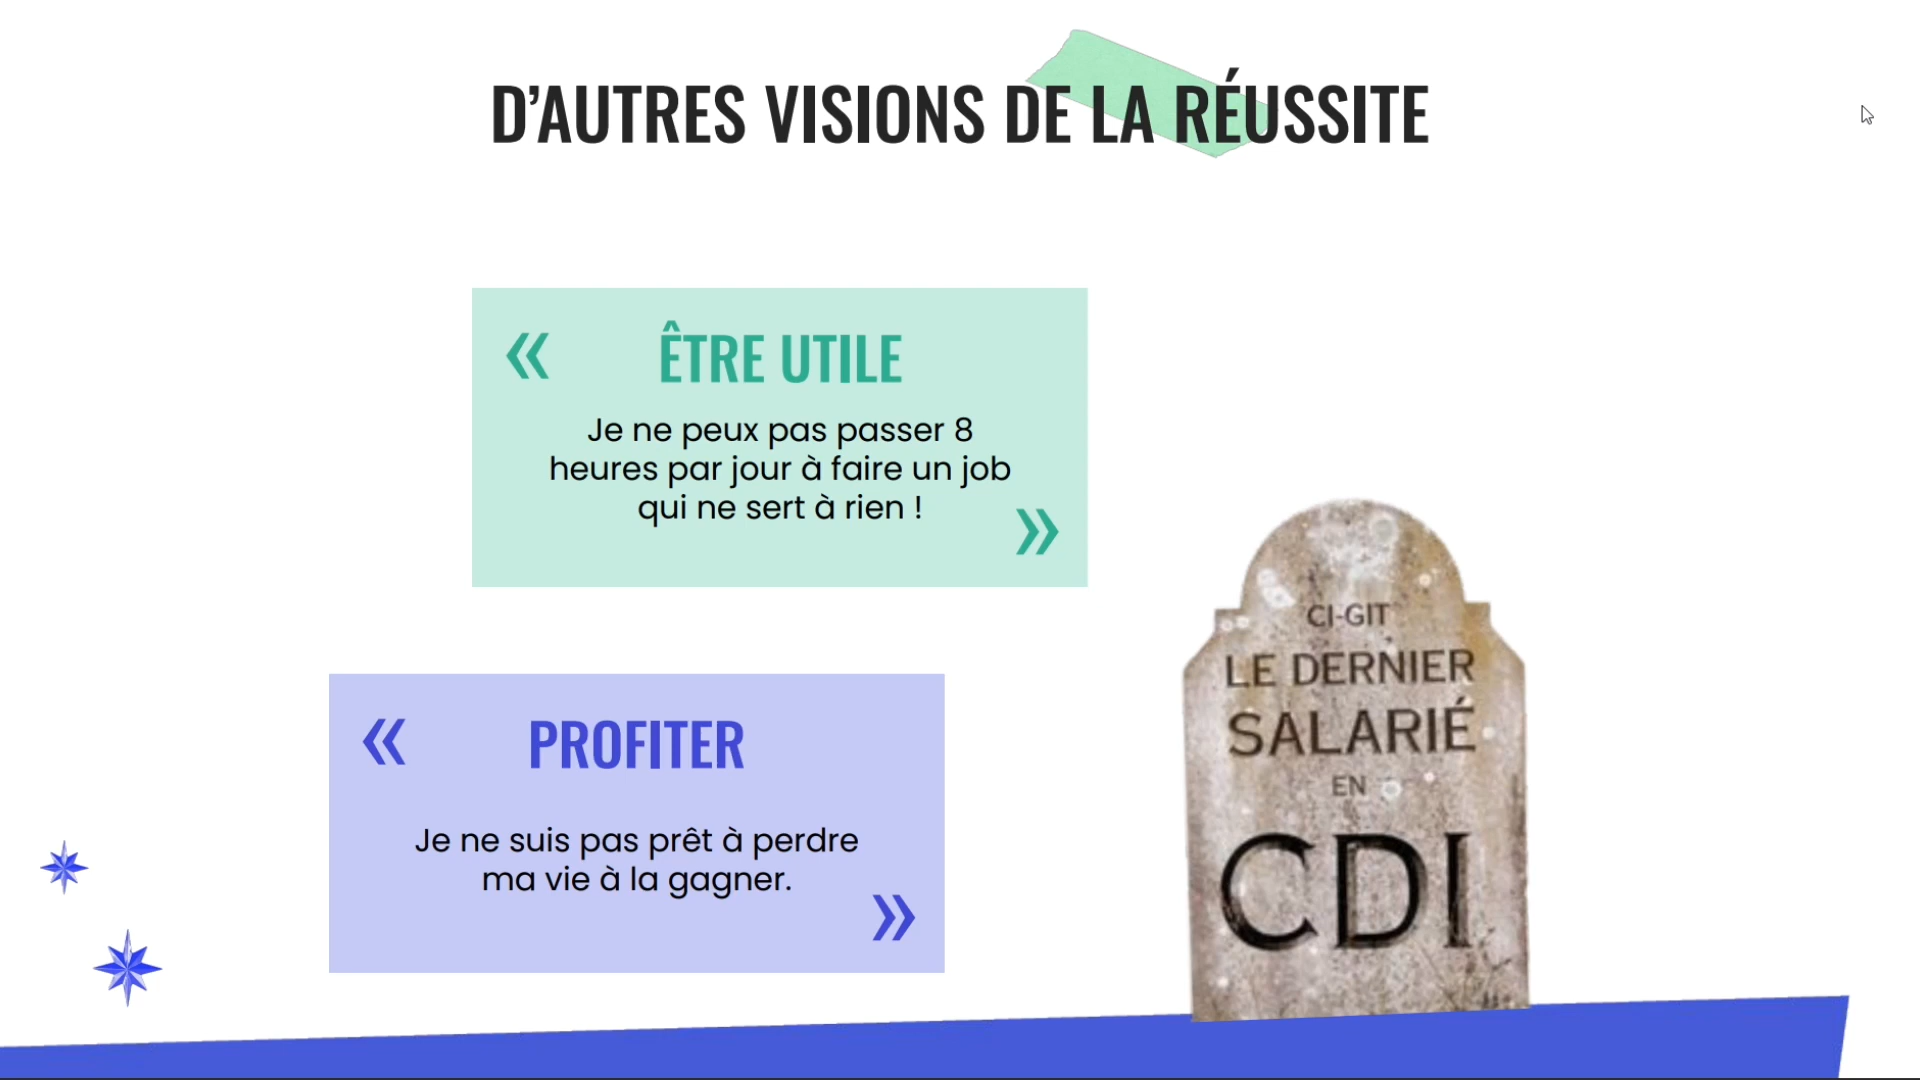 D’AUTRES VISIONS DE LA RÉUSSITE
«
ÊTRE UTILE
Je ne peux pas passer 8
heures par jour à faire un job
qui ne sert à rien !
»
«
PROFITER
Je ne suis pas prêt à perdre
ma vie à la gagner.
»
CI-GIT
LE DERNIER
SALARIÉ
EN
CDI